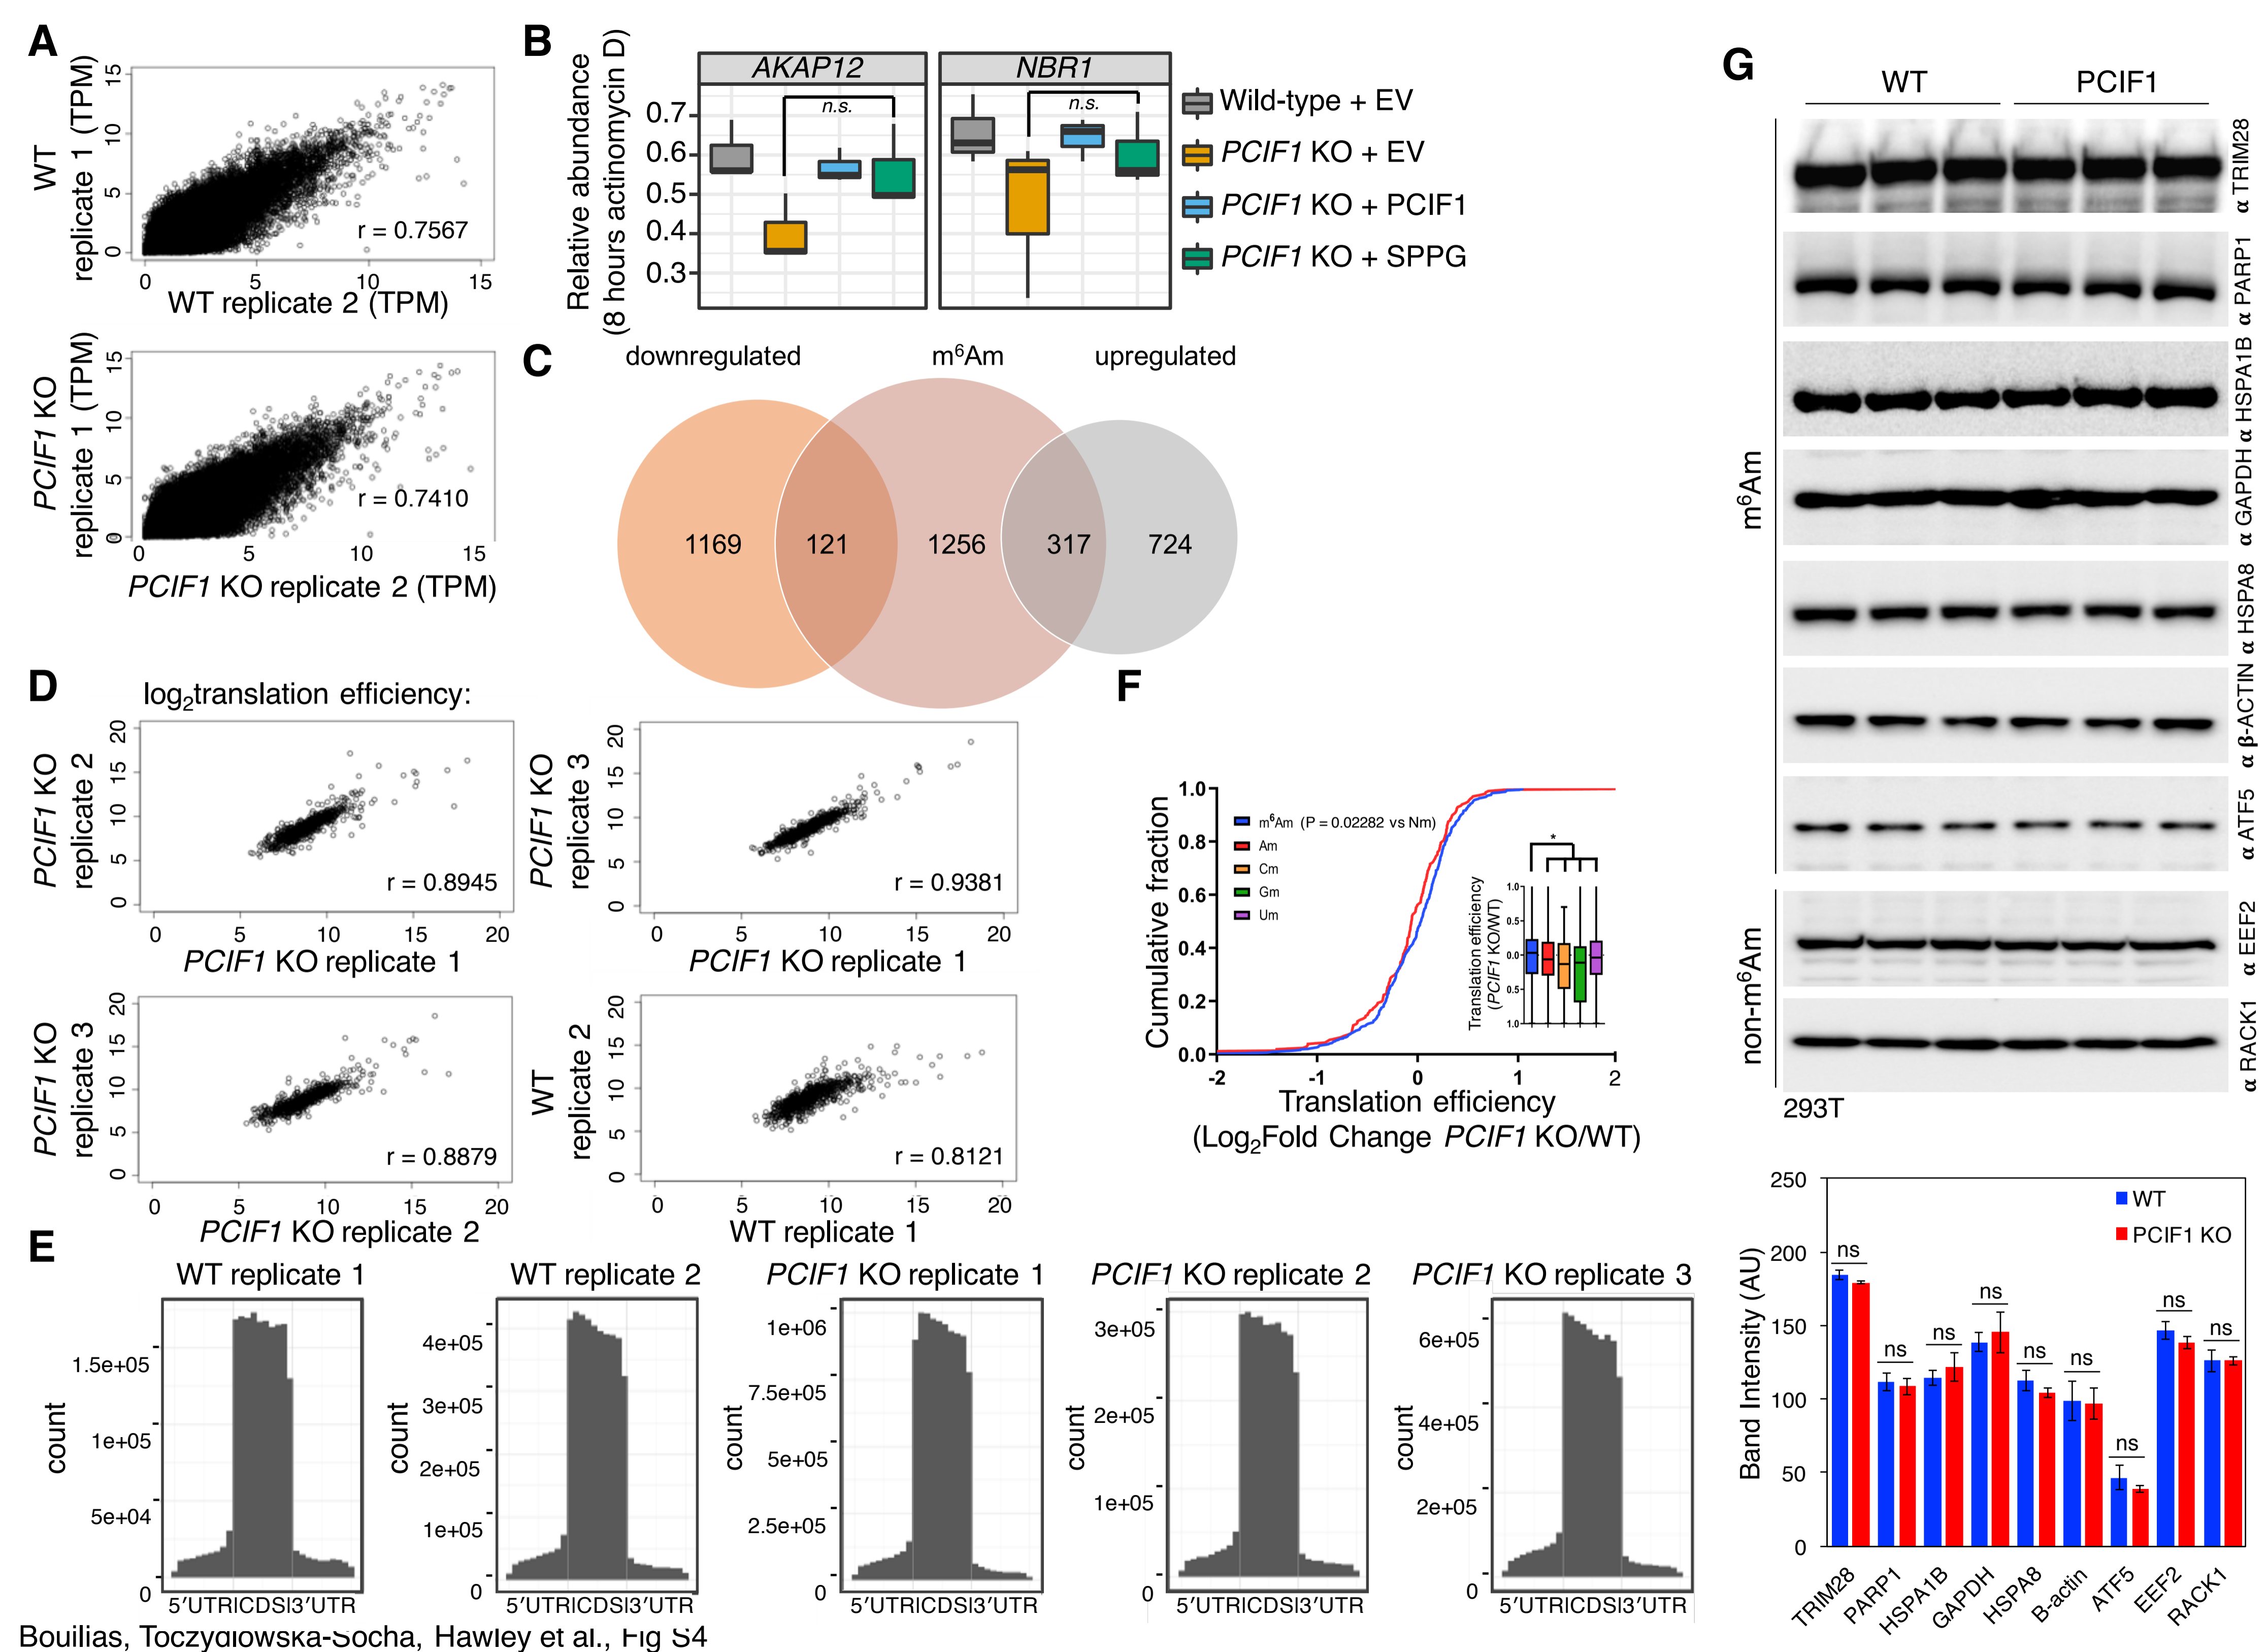 A
WT
replicate 1 (TPM)
15
10
5
0
r = 0.7567
0 5 10 15
WT replicate 2 (TPM)
PCIF1 KO
replicate 1 (TPM)
15
10
5
0
r = 0.7410
0 5 10 15
PCIF1 KO replicate 2 (TPM)
B
Relative abundance
(8 hours actinomycin D)
AKAP12 NBR1
0.7
0.6
0.5
0.4
0.3
n.s. n.s.
Wild-type + EV
PCIF1 KO + EV
PCIF1 KO + PCIF1
PCIF1 KO + SPPG
C
downregulated m⁶Am upregulated
1169 121 1256 317 724
D
log₂translation efficiency:
PCIF1 KO
replicate 2
20
15
10
5
0
r = 0.8945
0 5 10 15 20
PCIF1 KO replicate 1
PCIF1 KO
replicate 3
20
15
10
5
0
r = 0.9381
0 5 10 15 20
PCIF1 KO replicate 1
PCIF1 KO
replicate 3
20
15
10
5
0
r = 0.8879
0 5 10 15 20
PCIF1 KO replicate 2
WT
replicate 2
20
15
10
5
0
r = 0.8121
0 5 10 15 20
WT replicate 1
E
WT replicate 1
count
1.5e+05
1e+05
5e+04
0
5′UTR|CDS|3′UTR
WT replicate 2
count
4e+05
3e+05
2e+05
1e+05
0
5′UTR|CDS|3′UTR
PCIF1 KO replicate 1
count
1e+06
7.5e+05
5e+05
2.5e+05
0
5′UTR|CDS|3′UTR
PCIF1 KO replicate 2
count
3e+05
2e+05
1e+05
0
5′UTR|CDS|3′UTR
PCIF1 KO replicate 3
count
6e+05
4e+05
2e+05
0
5′UTR|CDS|3′UTR
F
Cumulative fraction
1.0
0.8
0.6
0.4
0.2
0.0
m⁶Am (P = 0.02282 vs Nm)
Am
Cm
Gm
Um
*
Translation efficiency
(PCIF1 KO/WT)
1.0
0.5
0.0
0.5
1.0
-2 -1 0 1 2
Translation efficiency
(Log₂Fold Change PCIF1 KO/WT)
G
WT PCIF1
m⁶Am
α TRIM28
α PARP1
α HSPA1B
α GAPDH
α HSPA8
α β-ACTIN
α ATF5
non-m⁶Am
α EEF2
α RACK1
293T
Band Intensity (AU)
250
200
150
100
50
0
WT
PCIF1 KO
ns ns ns ns ns ns ns ns ns
TRIM28 PARP1 HSPA1B GAPDH HSPA8 B-actin ATF5 EEF2 RACK1
Boulias, Toczydlowska-Socha, Hawley et al., Fig S4